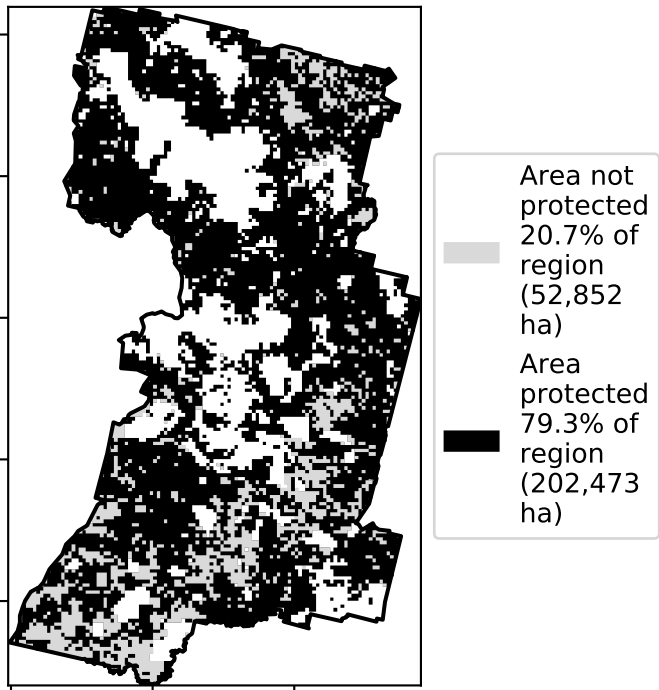 Area not
protected
20.7% of
region
(52,852
ha)
Area
protected
79.3% of
region
(202,473
ha)